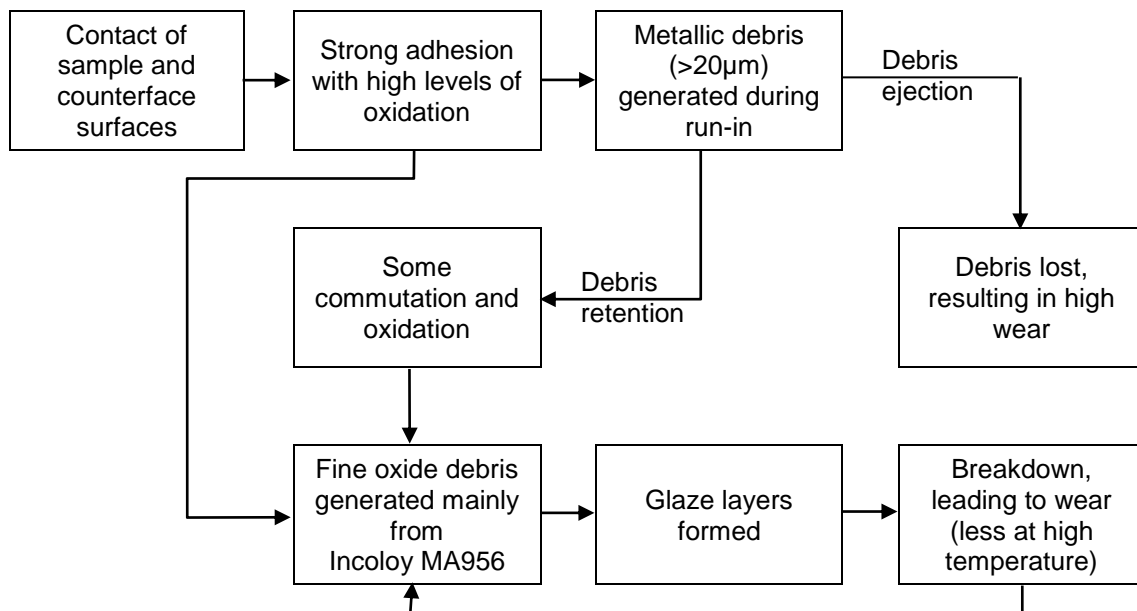 Contact of
sample and
counterface
surfaces
Strong adhesion
with high levels of
oxidation
Metallic debris
(>20µm)
generated during
run-in
Debris
ejection
Some
commutation and
oxidation
Debris
retention
Debris lost,
resulting in high
wear
Fine oxide debris
generated mainly
from
Incoloy MA956
Glaze layers
formed
Breakdown,
leading to wear
(less at high
temperature)